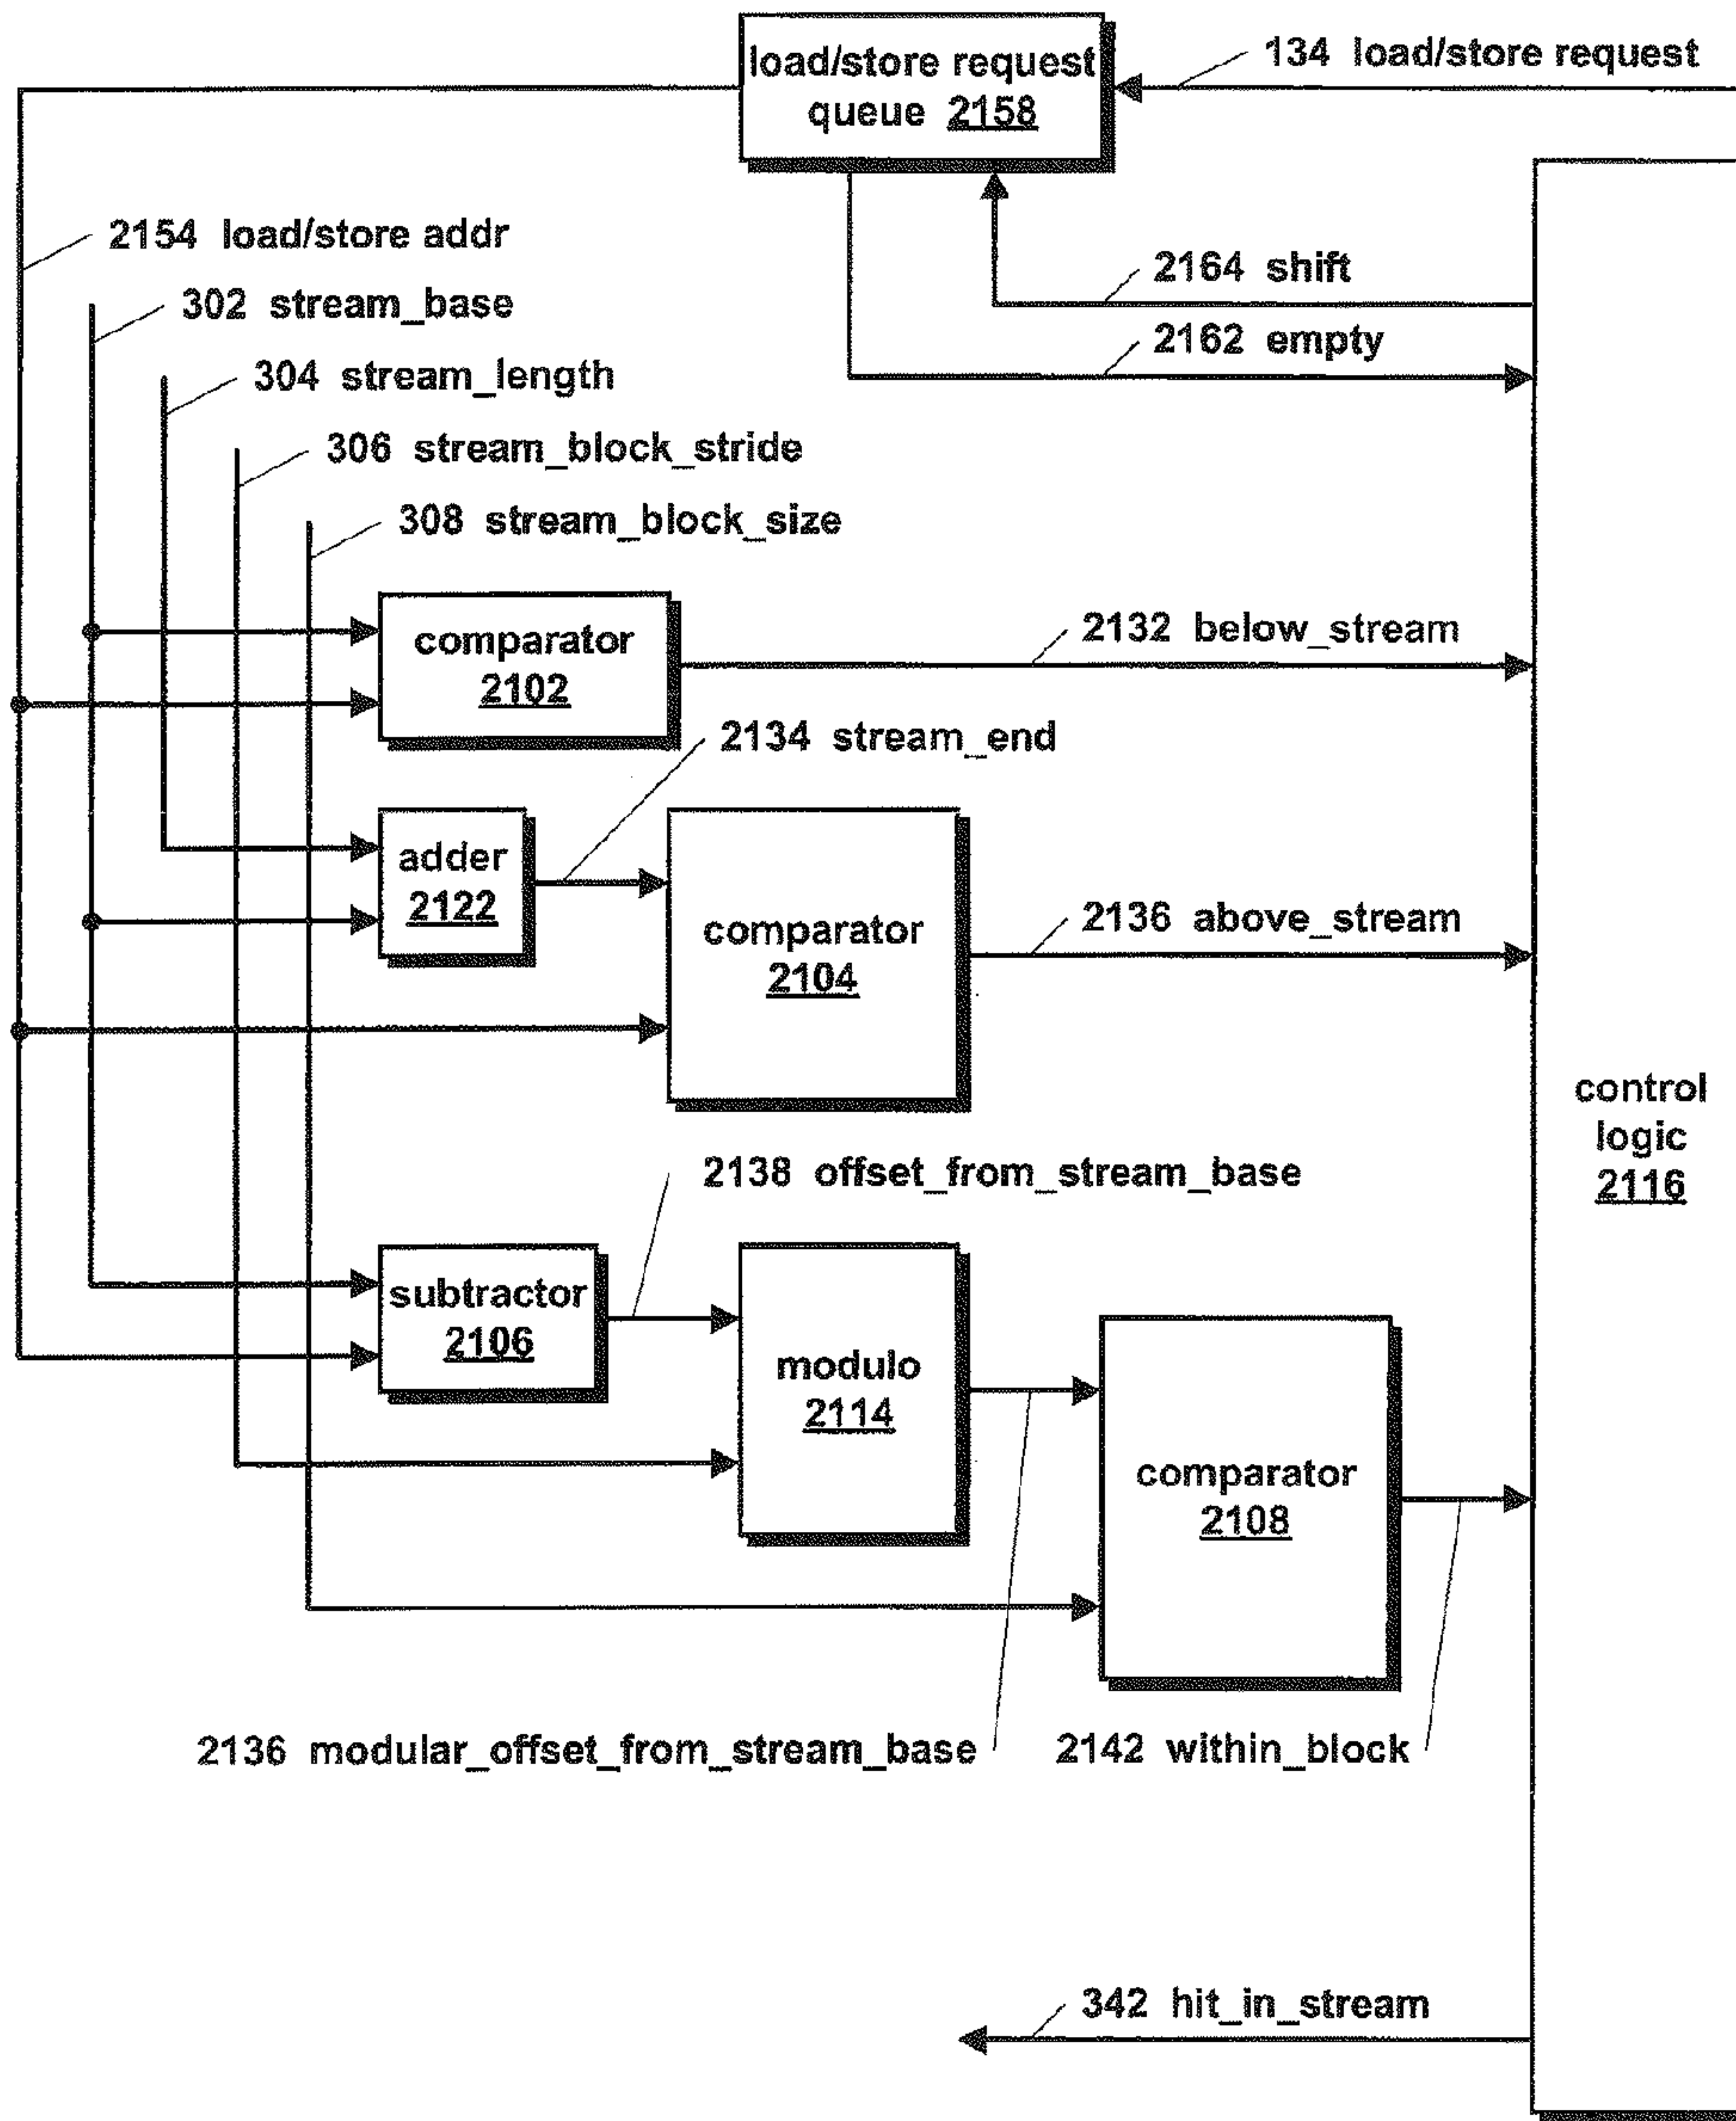 load/store request
queue 2158
134 load/store request
2154 load/store addr
302 stream_base
304 stream_length
306 stream_block_stride
308 stream_block_size
2164 shift
2162 empty
comparator
2102
2132 below_stream
2134 stream_end
adder
2122
comparator
2104
2136 above_stream
control
logic
2116
2138 offset_from_stream_base
subtractor
2106
modulo
2114
comparator
2108
2136 modular_offset_from_stream_base
2142 within_block
342 hit_in_stream